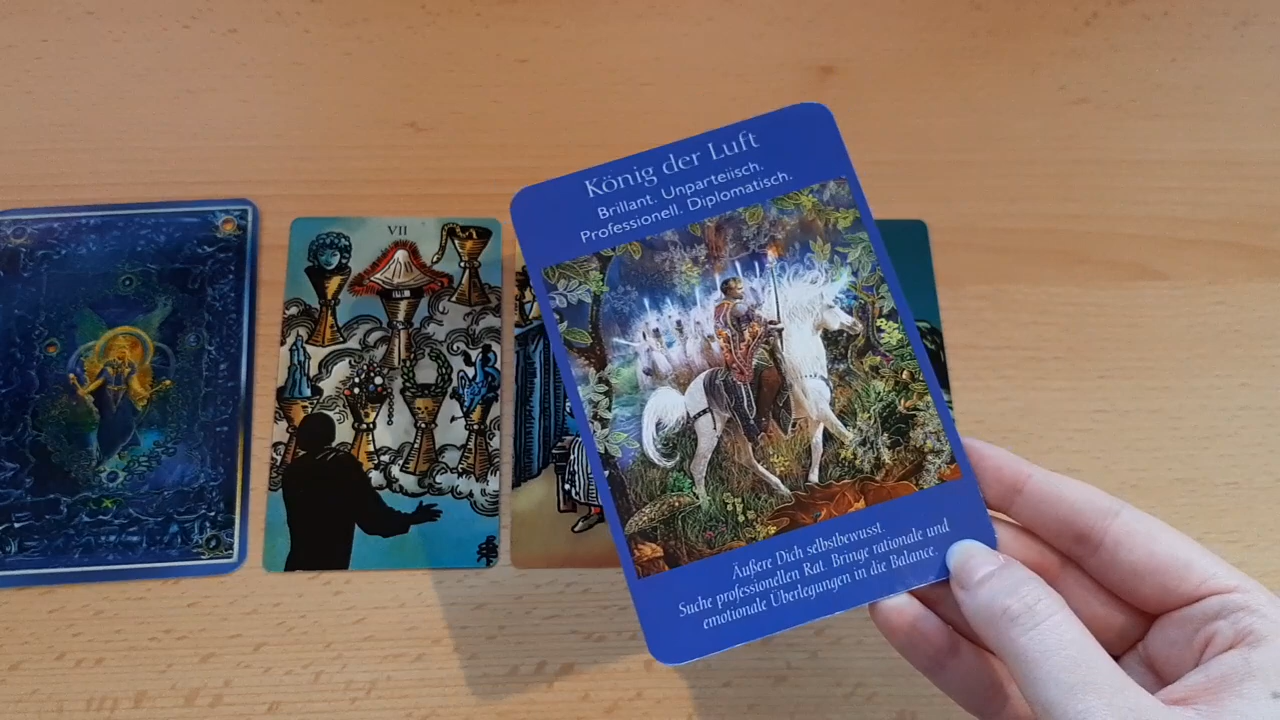 VII
König der Luft
Brillant. Unparteiisch.
Professionell. Diplomatisch.
Äußere Dich selbstbewusst.
Suche professionellen Rat. Bringe rationale und
emotionale Überlegungen in die Balance.